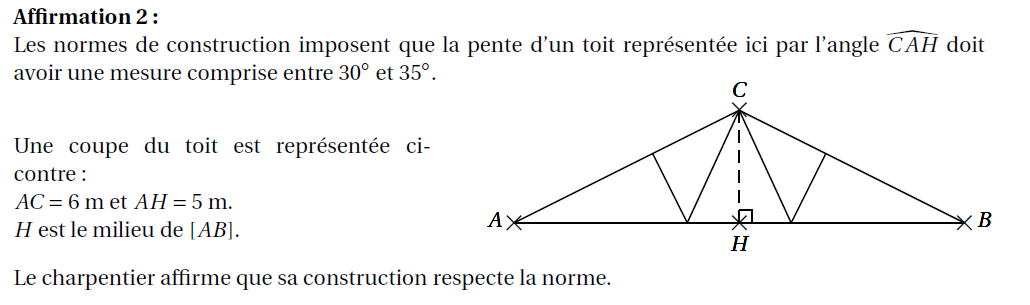 Affirmation 2 :
Les normes de construction imposent que la pente d'un toit représentée ici par l'angle $\widehat{CAH}$ doit
avoir une mesure comprise entre 30° et 35°.
C
Une coupe du toit est représentée ci-
contre :
AC = 6 m et AH = 5 m.
H est le milieu de [AB].
A
B
H
Le charpentier affirme que sa construction respecte la norme.